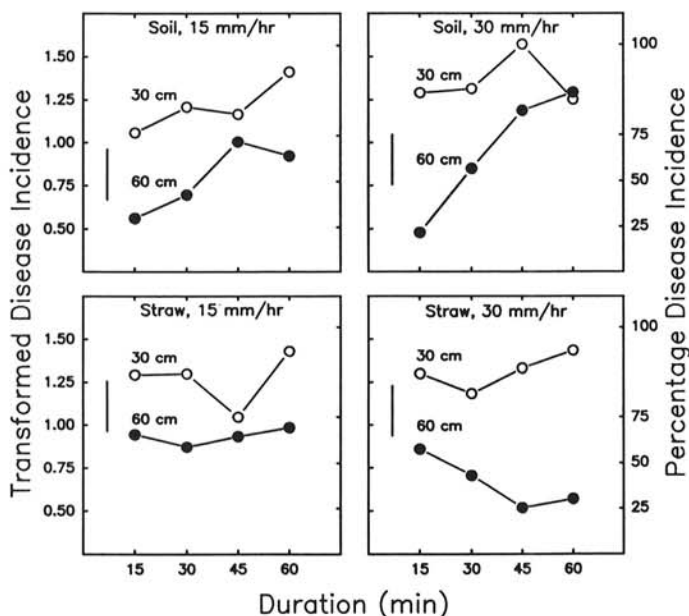 Soil, 15 mm/hr
Soil, 30 mm/hr
1.50
1.25
1.00
0.75
0.50
30 cm
60 cm
30 cm
60 cm
100
75
50
25
Straw, 15 mm/hr
Straw, 30 mm/hr
1.50
1.25
1.00
0.75
0.50
30 cm
60 cm
30 cm
60 cm
100
75
50
25
15 30 45 60
15 30 45 60
Duration (min)
Transformed Disease Incidence
Percentage Disease Incidence